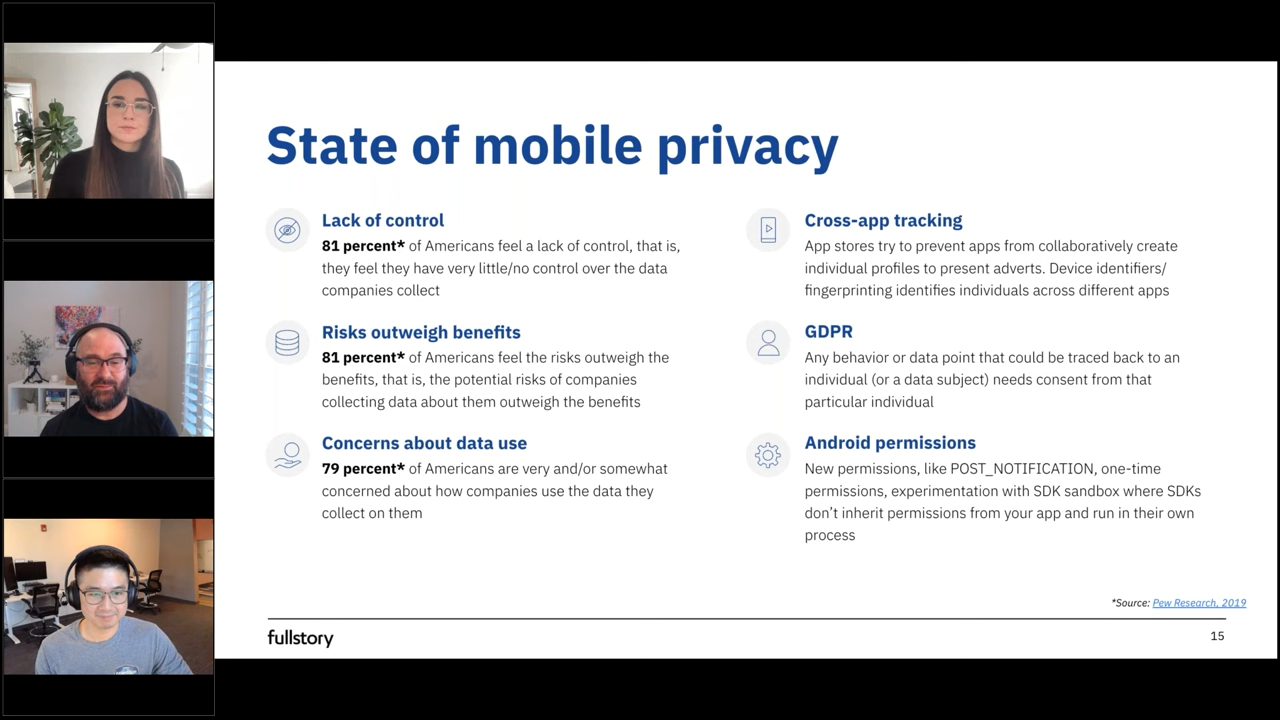 State of mobile privacy
Lack of control
81 percent* of Americans feel a lack of control, that is,
they feel they have very little/no control over the data
companies collect
Risks outweigh benefits
81 percent* of Americans feel the risks outweigh the
benefits, that is, the potential risks of companies
collecting data about them outweigh the benefits
Concerns about data use
79 percent* of Americans are very and/or somewhat
concerned about how companies use the data they
collect on them
Cross-app tracking
App stores try to prevent apps from collaboratively create
individual profiles to present adverts. Device identifiers/
fingerprinting identifies individuals across different apps
GDPR
Any behavior or data point that could be traced back to an
individual (or a data subject) needs consent from that
particular individual
Android permissions
New permissions, like POST_NOTIFICATION, one-time
permissions, experimentation with SDK sandbox where SDKs
don’t inherit permissions from your app and run in their own
process
*Source: Pew Research, 2019
fullstory
15